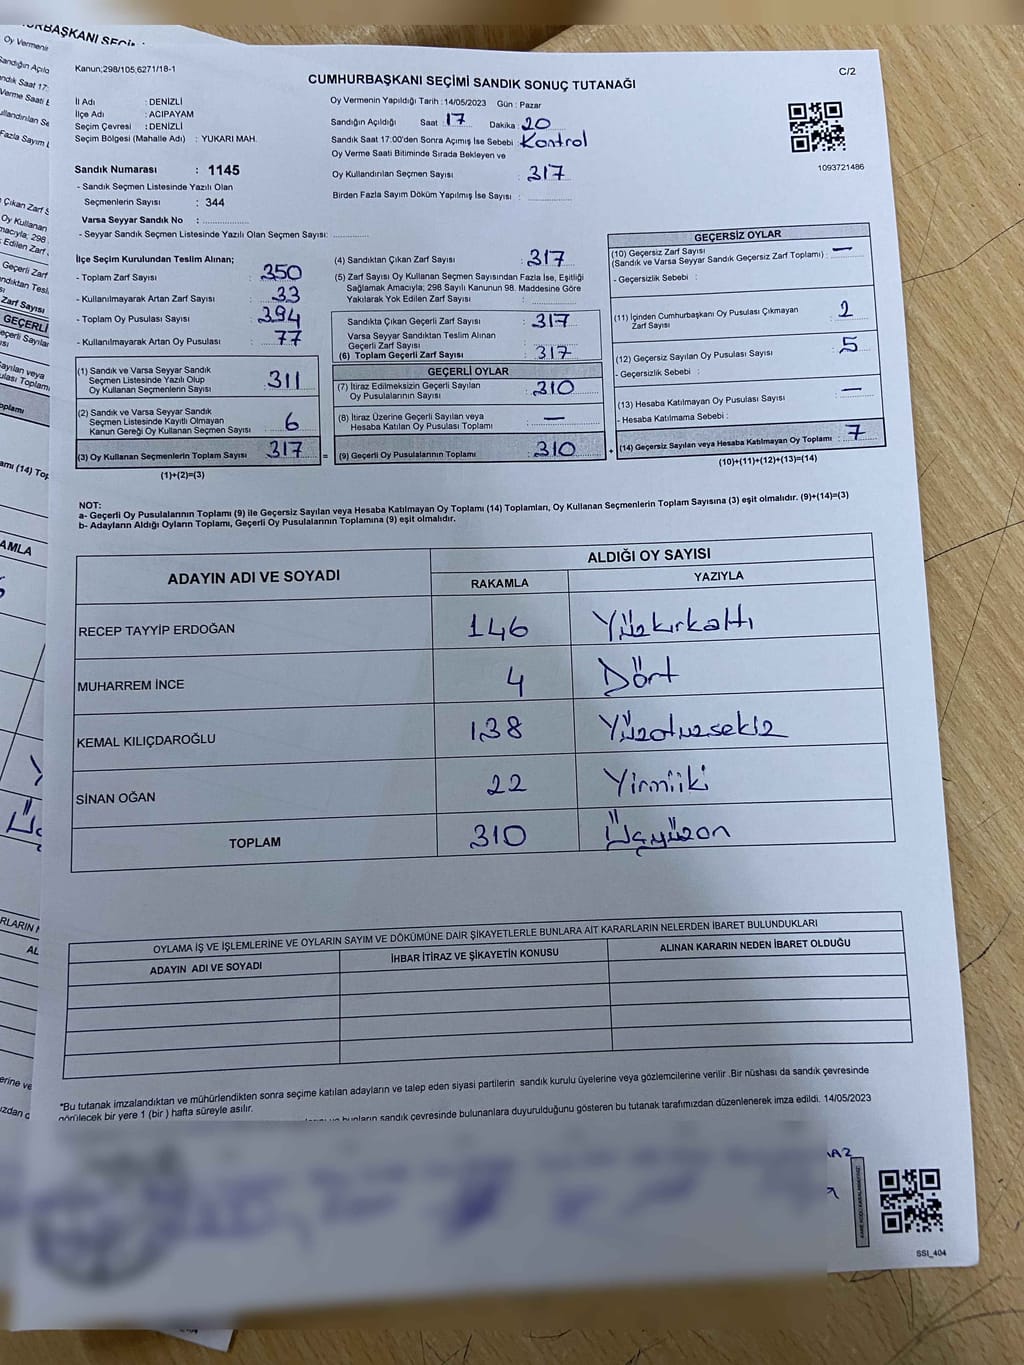 Kanun;298/105;6271/18-1
C/2
CUMHURBAŞKANI SEÇİMİ SANDIK SONUÇ TUTANAĞI
İl Adı : DENİZLİ
İlçe Adı : ACIPAYAM
Seçim Çevresi : DENİZLİ
Seçim Bölgesi (Mahalle Adı) : YUKARI MAH.
Sandık Numarası : 1145
- Sandık Seçmen Listesinde Yazılı Olan
Seçmenlerin Sayısı : 344
Varsa Seyyar Sandık No :
- Seyyar Sandık Seçmen Listesinde Yazılı Olan Seçmen Sayısı:
Oy Vermenin Yapıldığı Tarih :14/05/2023 Gün : Pazar
Sandığın Açıldığı Saat : 17 Dakika : 20
Sandık Saat 17:00'den Sonra Açımış İse Sebebi : Kontrol
Oy Verme Saati Bitiminde Sırada Bekleyen ve
Oy Kullandırılan Seçmen Sayısı : 317
Birden Fazla Sayım Döküm Yapılmış İse Sayısı :
1093721486
İlçe Seçim Kurulundan Teslim Alınan;
- Toplam Zarf Sayısı : 350
- Kullanılmayarak Artan Zarf Sayısı : 33
- Toplam Oy Pusulası Sayısı : 394
- Kullanılmayarak Artan Oy Pusulası : 77
(1) Sandık ve Varsa Seyyar Sandık
Seçmen Listesinde Yazılı Olup
Oy Kullanan Seçmenlerin Sayısı : 311
(2) Sandık ve Varsa Seyyar Sandık
Seçmen Listesinde Kayıtlı Olmayan
Kanun Gereği Oy Kullanan Seçmen Sayısı : 6
(3) Oy Kullanan Seçmenlerin Toplam Sayısı : 317 =
(1)+(2)=(3)
(4) Sandıktan Çıkan Zarf Sayısı : 317
(5) Zarf Sayısı Oy Kullanan Seçmen Sayısından Fazla İse, Eşitliği
Sağlamak Amacıyla; 298 Sayılı Kanunun 98. Maddesine Göre
Yakılarak Yok Edilen Zarf Sayısı :
Sandıkta Çıkan Geçerli Zarf Sayısı : 317
Varsa Seyyar Sandıktan Teslim Alınan
Geçerli Zarf Sayısı :
(6) Toplam Geçerli Zarf Sayısı : 317
GEÇERLİ OYLAR
(7) İtiraz Edilmeksizin Geçerli Sayılan
Oy Pusulalarının Sayısı : 310
(8) İtiraz Üzerine Geçerli Sayılan veya
Hesaba Katılan Oy Pusulası Toplamı : —
(9) Geçerli Oy Pusulalarının Toplamı : 310 +
GEÇERSİZ OYLAR
(10) Geçersiz Zarf Sayısı
(Sandık ve Varsa Seyyar Sandık Geçersiz Zarf Toplamı) : —
- Geçersizlik Sebebi :
(11) İçinden Cumhurbaşkanı Oy Pusulası Çıkmayan
Zarf Sayısı : 2
(12) Geçersiz Sayılan Oy Pusulası Sayısı : 5
- Geçersizlik Sebebi :
(13) Hesaba Katılmayan Oy Pusulası Sayısı : —
- Hesaba Katılmama Sebebi :
(14) Geçersiz Sayılan veya Hesaba Katılmayan Oy Toplamı : 7
(10)+(11)+(12)+(13)=(14)
NOT:
a- Geçerli Oy Pusulalarının Toplamı (9) ile Geçersiz Sayılan veya Hesaba Katılmayan Oy Toplamı (14) Toplamları, Oy Kullanan Seçmenlerin Toplam Sayısına (3) eşit olmalıdır. (9)+(14)=(3)
b- Adayların Aldığı Oyların Toplamı, Geçerli Oy Pusulalarının Toplamına (9) eşit olmalıdır.
ADAYIN ADI VE SOYADI
ALDIĞI OY SAYISI
RAKAMLA YAZIYLA
RECEP TAYYİP ERDOĞAN 146 Yüzkırkaltı
MUHARREM İNCE 4 Dört
KEMAL KILIÇDAROĞLU 138 Yüzotuzsekiz
SİNAN OĞAN 22 Yirmiiki
TOPLAM 310 Üçyüzon
OYLAMA İŞ VE İŞLEMLERİNE VE OYLARIN SAYIM VE DÖKÜMÜNE DAİR ŞİKAYETLERLE BUNLARA AİT KARARLARIN NELERDEN İBARET BULUNDUKLARI
ADAYIN ADI VE SOYADI
İHBAR İTİRAZ VE ŞİKAYETİN KONUSU
ALINAN KARARIN NEDEN İBARET OLDUĞU
*Bu tutanak imzalandıktan ve mühürlendikten sonra seçime katılan adayların ve talep eden siyasi partilerin sandık kurulu üyelerine veya gözlemcilerine verilir .Bir nüshası da sandık çevresinde
görülecek bir yere 1 (bir ) hafta süreyle asılır.
bunların sandık çevresinde bulunanlara duyurulduğunu gösteren bu tutanak tarafımızdan düzenlenerek imza edildi. 14/05/2023
SSI_404